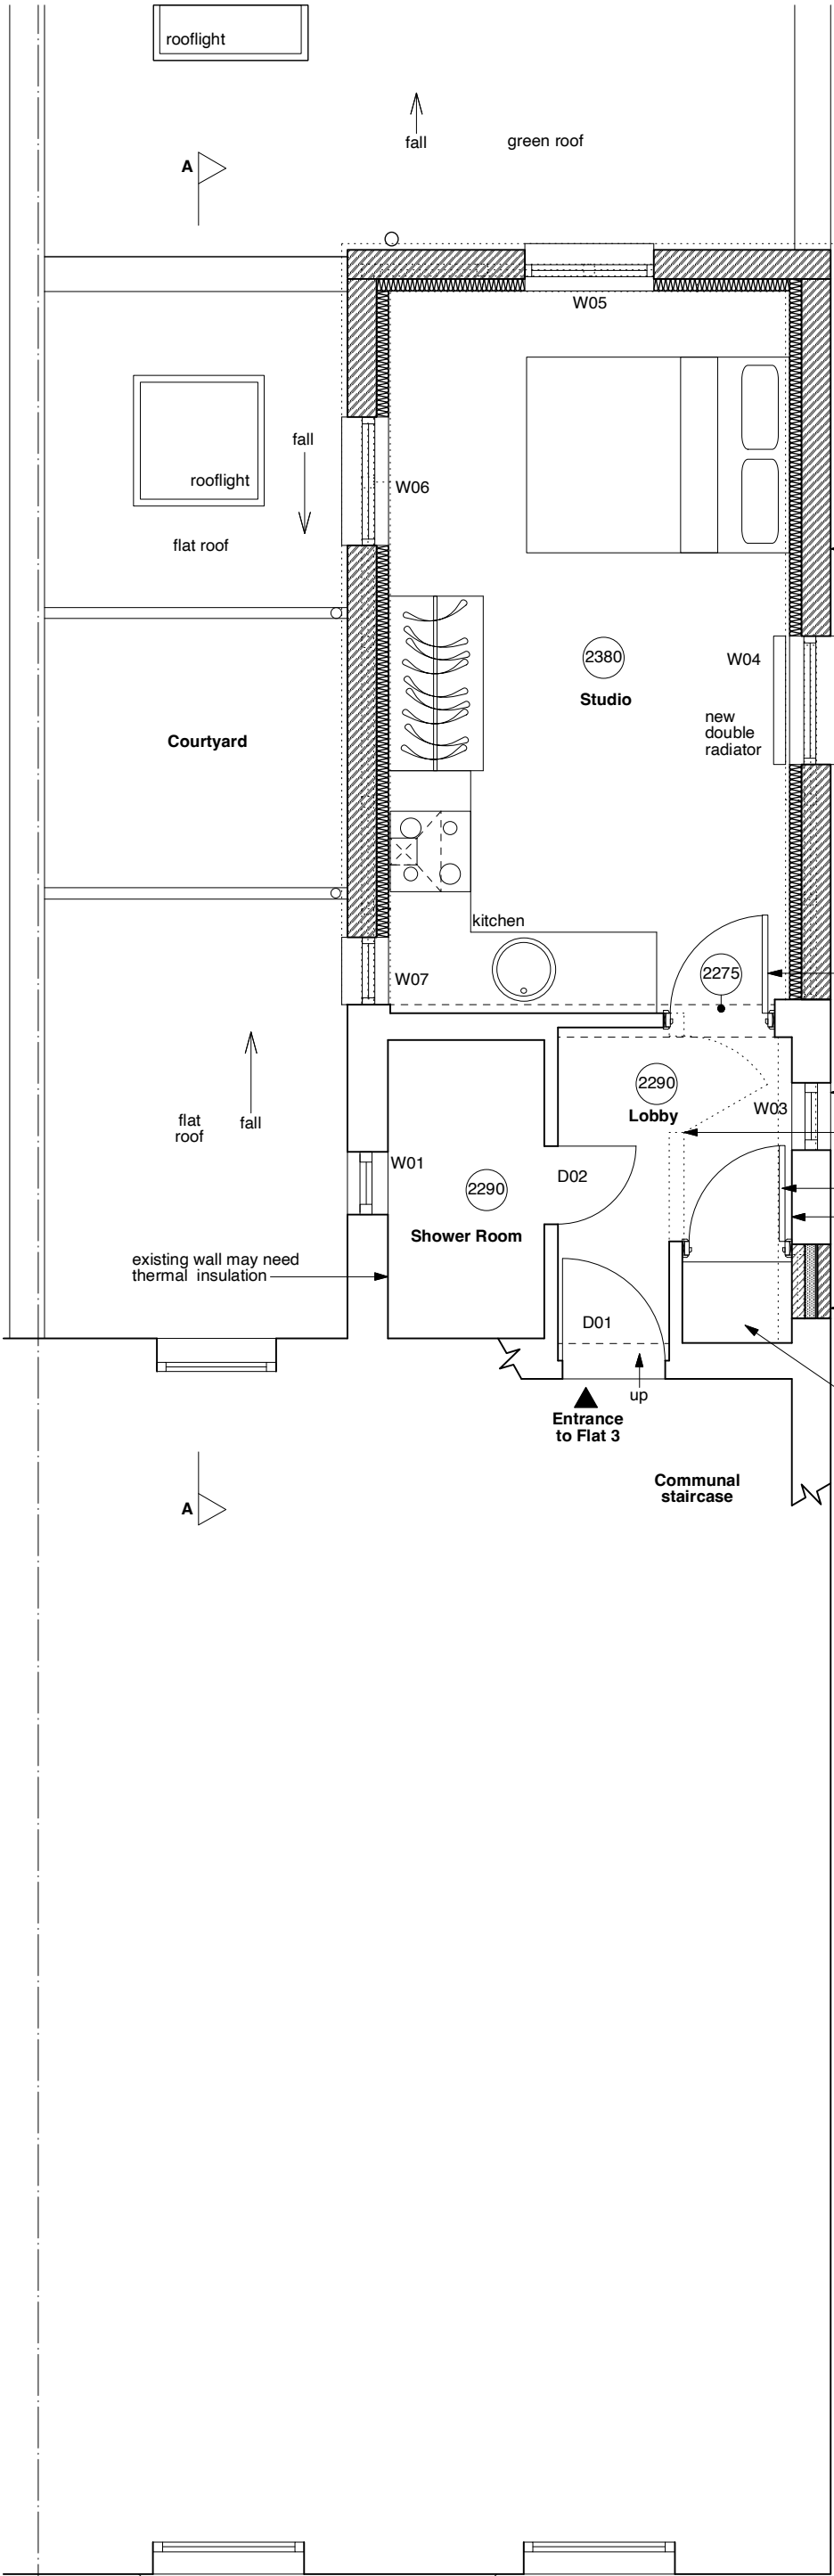 rooflight
fall
green roof
A
W05
fall
rooflight
W06
flat roof
2380
W04
Studio
new
double
radiator
Courtyard
kitchen
2275
W07
2290
Lobby
W03
flat
roof
fall
W01
D02
2290
Shower Room
existing wall may need
thermal insulation
D01
up
Entrance
to Flat 3
Communal
staircase
A